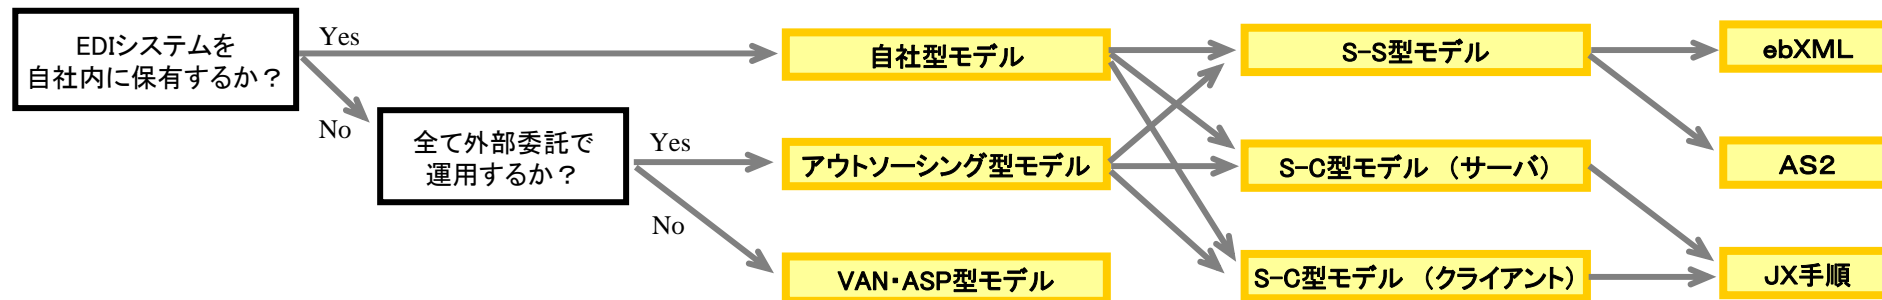 EDIシステムを
自社内に保有するか？
Yes
No
全て外部委託で
運用するか？
Yes
No
自社型モデル
アウトソーシング型モデル
VAN・ASP型モデル
S-S型モデル
S-C型モデル （サーバ）
S-C型モデル （クライアント）
ebXML
AS2
JX手順